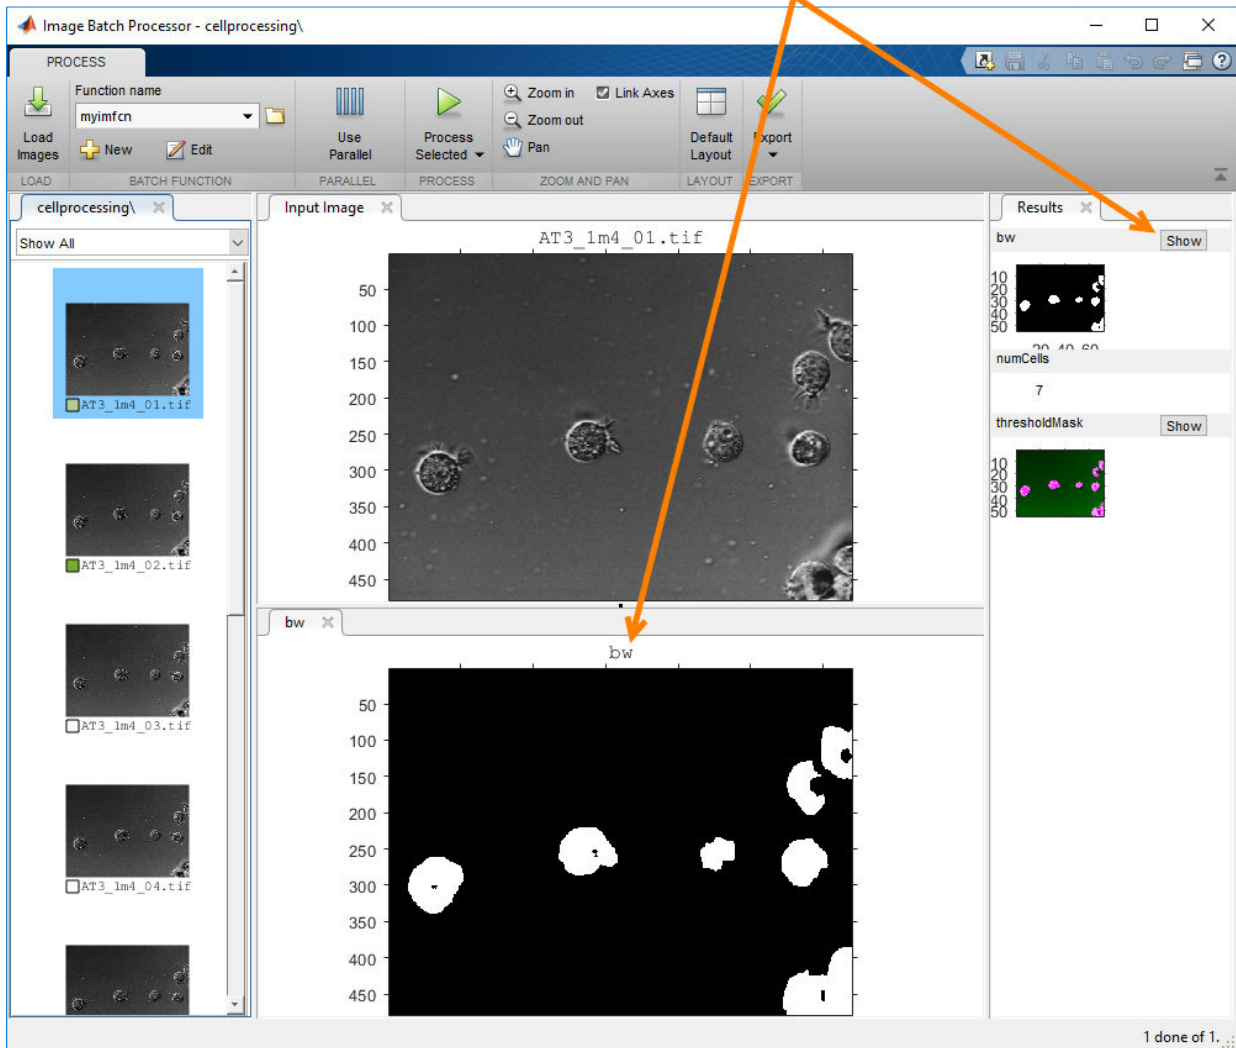 Image Batch Processor - cellprocessing\
PROCESS
Load Images
Function name
myimfcn
New
Edit
Use Parallel
Process Selected
Zoom in
Zoom out
Pan
Link Axes
Default Layout
Export
LOAD
BATCH FUNCTION
PARALLEL
PROCESS
ZOOM AND PAN
LAYOUT
EXPORT
cellprocessing\
Show All
AT3_1m4_01.tif
AT3_1m4_02.tif
AT3_1m4_03.tif
AT3_1m4_04.tif
Input Image
AT3_1m4_01.tif
50
100
150
200
250
300
350
400
450
bw
bw
50
100
150
200
250
300
350
400
450
Results
bw
Show
10
20
30
40
50
20 40 60
numCells
7
thresholdMask
Show
10
20
30
40
50
1 done of 1.